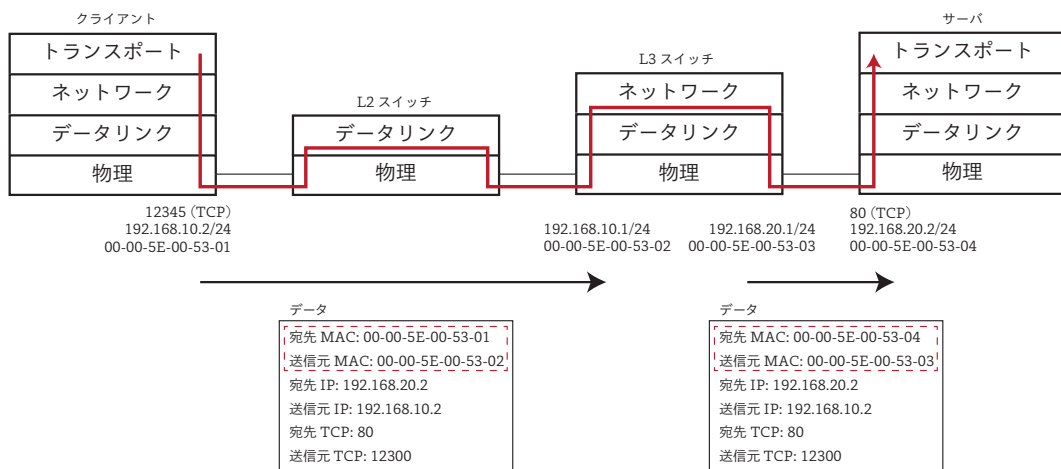 クライアント
トランスポート
ネットワーク
データリンク
物理
L2 スイッチ
データリンク
物理
L3 スイッチ
ネットワーク
データリンク
物理
サーバ
トランスポート
ネットワーク
データリンク
物理
12345 (TCP)
192.168.10.2/24
00-00-5E-00-53-01
192.168.10.1/24
00-00-5E-00-53-02
192.168.20.1/24
00-00-5E-00-53-03
80 (TCP)
192.168.20.2/24
00-00-5E-00-53-04
データ
宛先 MAC: 00-00-5E-00-53-01
送信元 MAC: 00-00-5E-00-53-02
宛先 IP: 192.168.20.2
送信元 IP: 192.168.10.2
宛先 TCP: 80
送信元 TCP: 12300
データ
宛先 MAC: 00-00-5E-00-53-04
送信元 MAC: 00-00-5E-00-53-03
宛先 IP: 192.168.20.2
送信元 IP: 192.168.10.2
宛先 TCP: 80
送信元 TCP: 12300